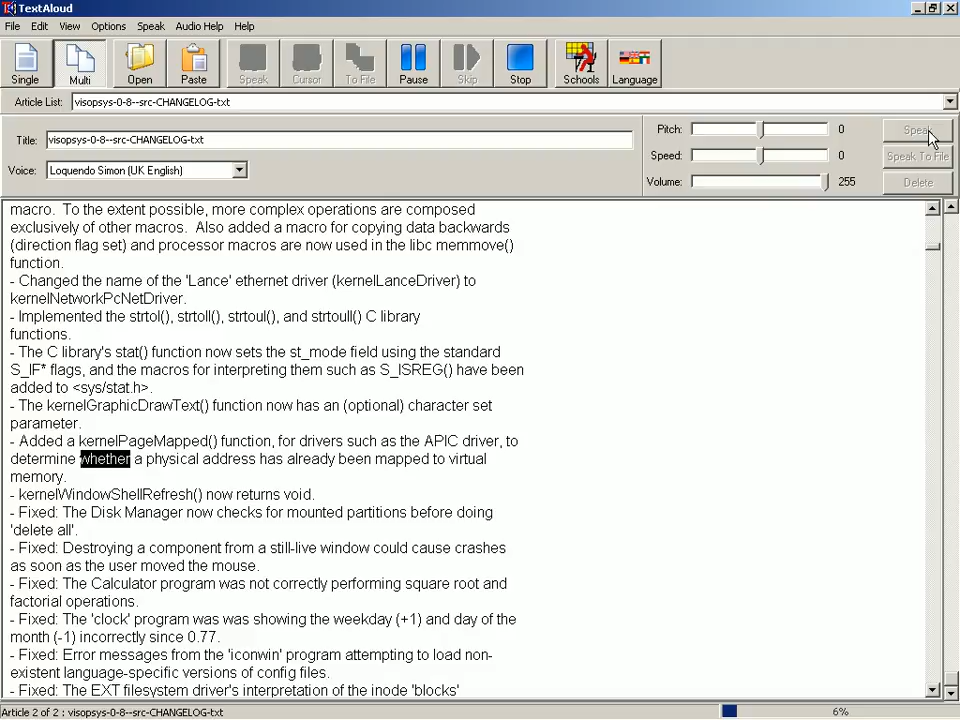 TextAloud
File Edit View Options Speak Audio Help Help
Single Multi Open Paste Speak Cursor To File Pause Skip Stop Schools Language
Article List: visopsys-0-8--src-CHANGELOG-txt
Title: visopsys-0-8--src-CHANGELOG-txt
Voice: Loquendo Simon (UK English)
Pitch: 0 Speak
Speed: 0 Speak To File
Volume: 255 Delete
macro. To the extent possible, more complex operations are composed
exclusively of other macros. Also added a macro for copying data backwards
(direction flag set) and processor macros are now used in the libc memmove()
function.
- Changed the name of the 'Lance' ethernet driver (kernelLanceDriver) to
kernelNetworkPcNetDriver.
- Implemented the strtol(), strtoll(), strtoul(), and strtoull() C library
functions.
- The C library's stat() function now sets the st_mode field using the standard
S_IF* flags, and the macros for interpreting them such as S_ISREG() have been
added to <sys/stat.h>.
- The kernelGraphicDrawText() function now has an (optional) character set
parameter.
- Added a kernelPageMapped() function, for drivers such as the APIC driver, to
determine whether a physical address has already been mapped to virtual
memory.
- kernelWindowShellRefresh() now returns void.
- Fixed: The Disk Manager now checks for mounted partitions before doing
'delete all'.
- Fixed: Destroying a component from a still-live window could cause crashes
as soon as the user moved the mouse.
- Fixed: The Calculator program was not correctly performing square root and
factorial operations.
- Fixed: The 'clock' program was was showing the weekday (+1) and day of the
month (-1) incorrectly since 0.77.
- Fixed: Error messages from the 'iconwin' program attempting to load non-
existent language-specific versions of config files.
- Fixed: The EXT filesystem driver's interpretation of the inode 'blocks'
Article 2 of 2 : visopsys-0-8--src-CHANGELOG-txt 6%